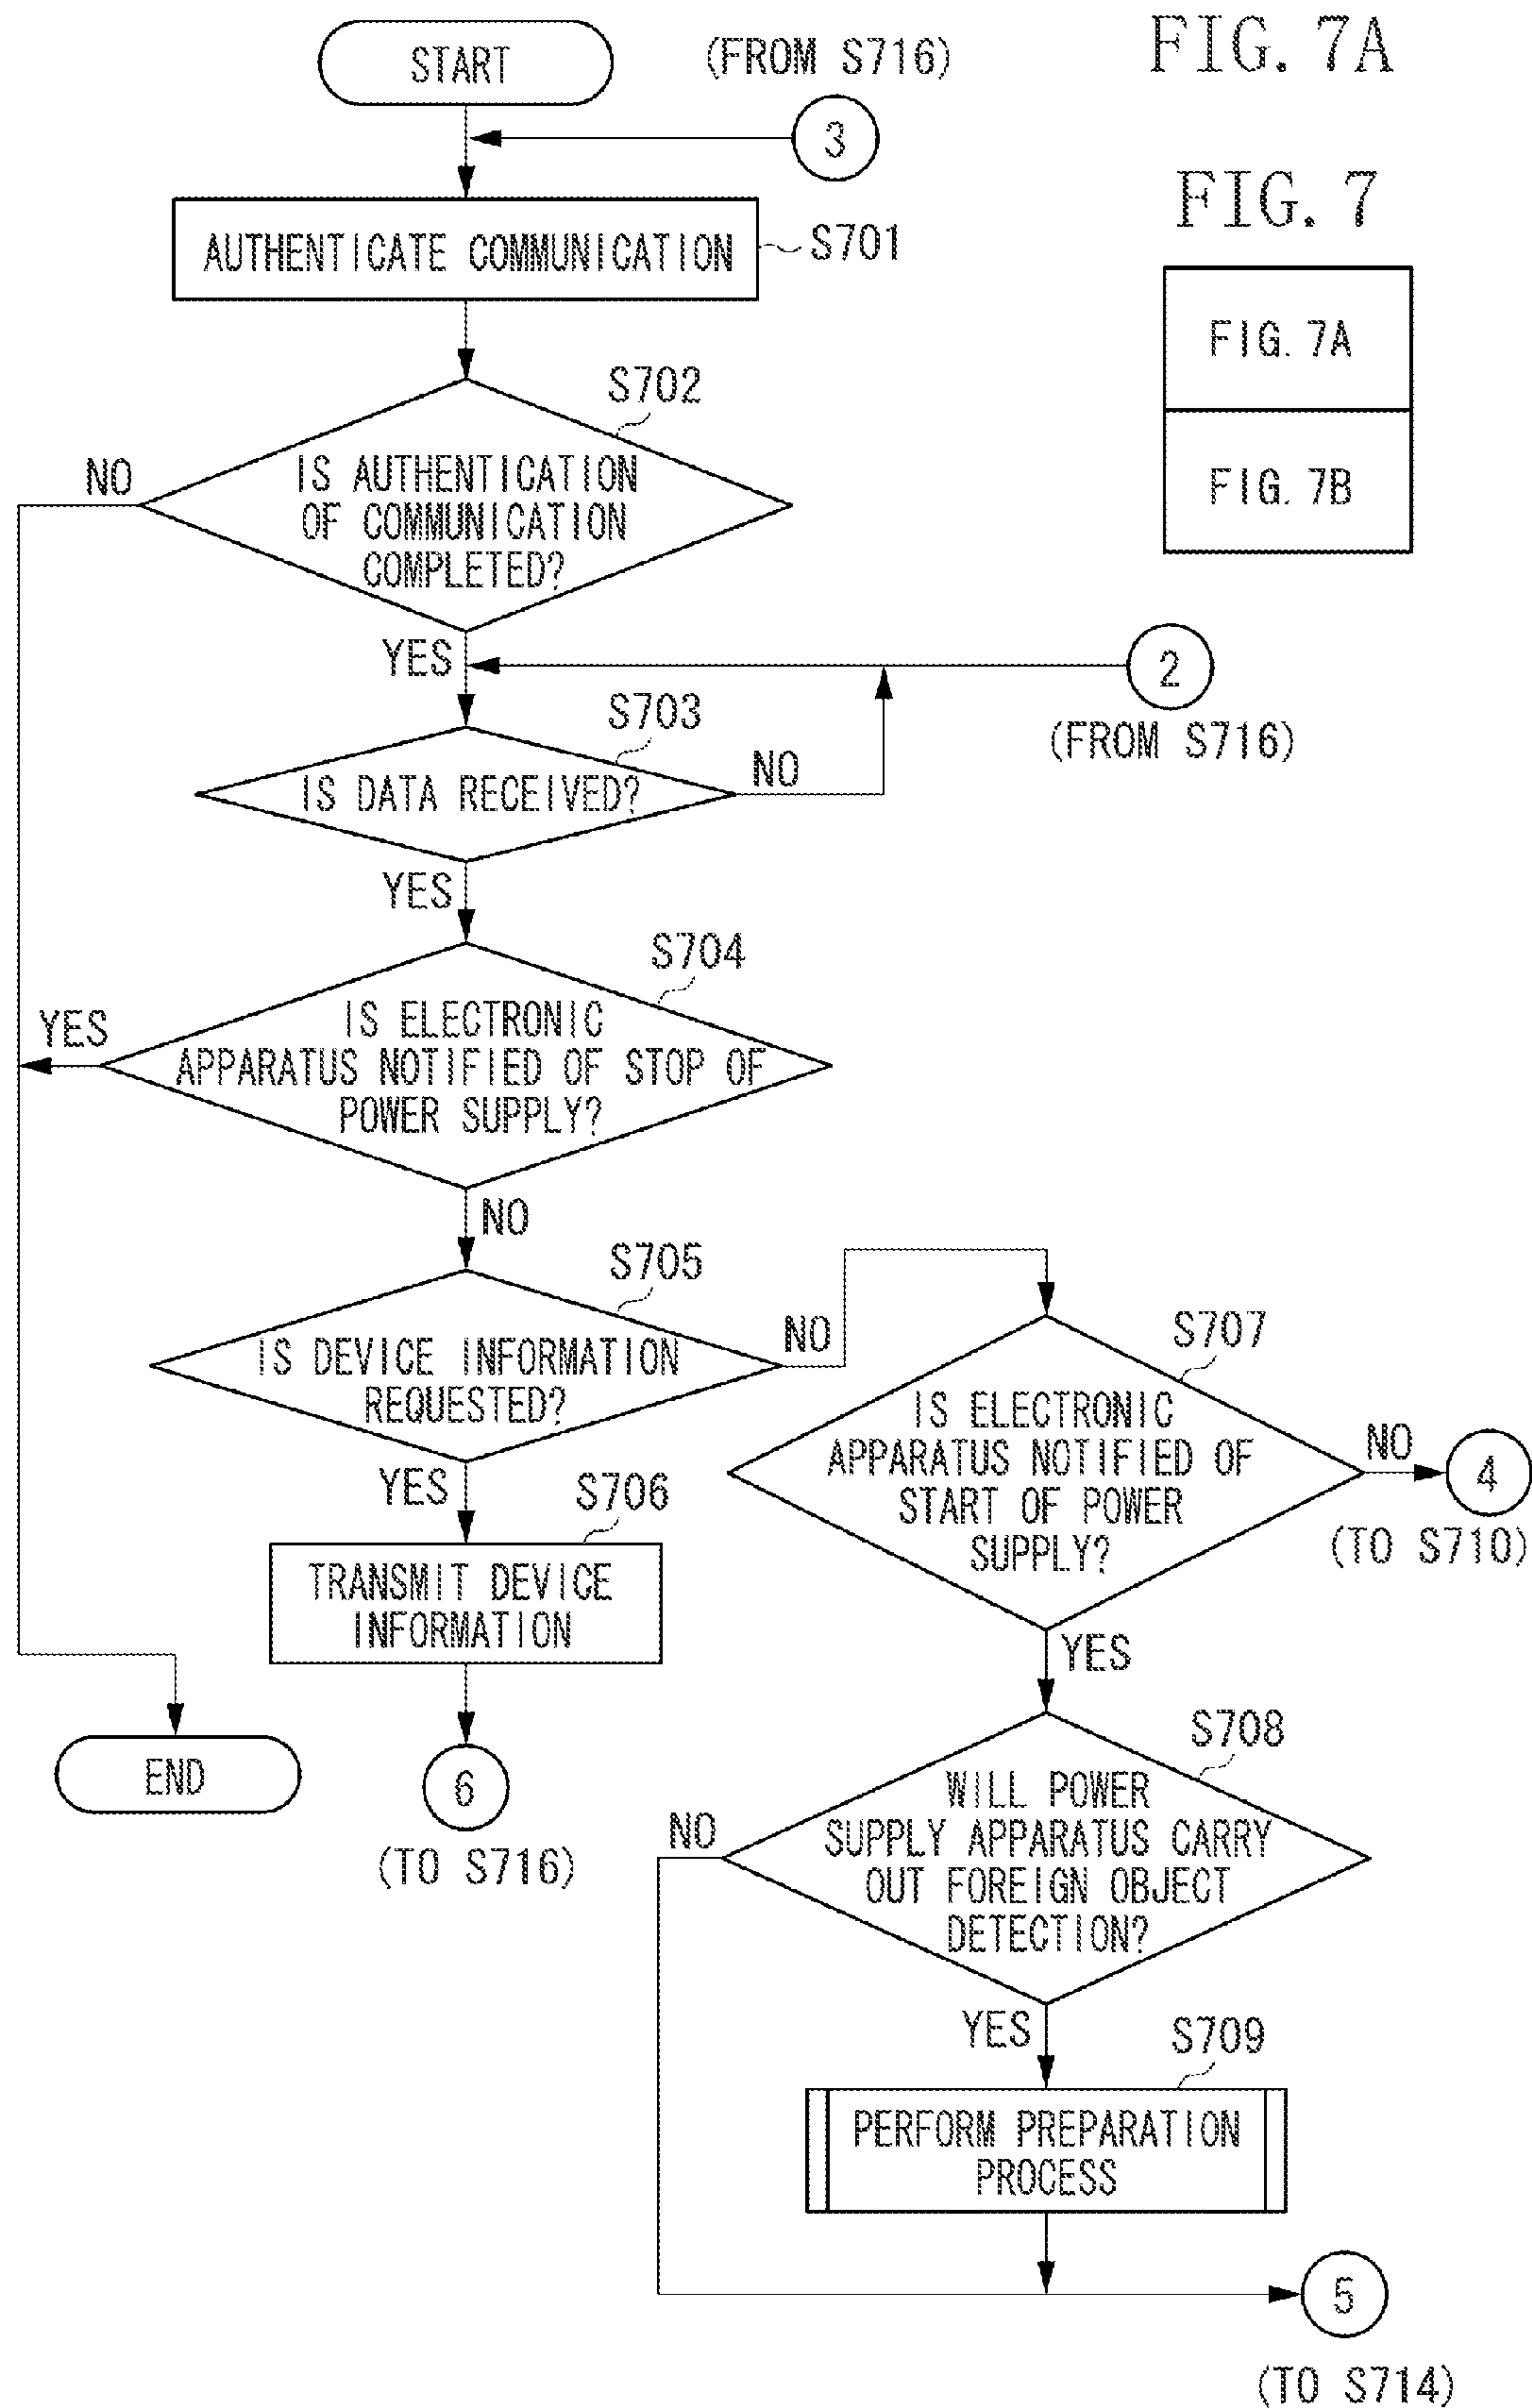 FIG. 7A
START
(FROM S716)
3
FIG. 7
FIG. 7A
FIG. 7B
AUTHENTICATE COMMUNICATION
S701
S702
NO
IS AUTHENTICATION
OF COMMUNICATION
COMPLETED?
YES
2
(FROM S716)
S703
IS DATA RECEIVED?
NO
YES
S704
YES
IS ELECTRONIC
APPARATUS NOTIFIED OF STOP OF
POWER SUPPLY?
NO
S705
IS DEVICE INFORMATION
REQUESTED?
NO
YES
S706
TRANSMIT DEVICE
INFORMATION
END
6
(TO S716)
S707
IS ELECTRONIC
APPARATUS NOTIFIED OF
START OF POWER
SUPPLY?
NO
4
(TO S710)
YES
S708
NO
WILL POWER
SUPPLY APPARATUS CARRY
OUT FOREIGN OBJECT
DETECTION?
YES
S709
PERFORM PREPARATION
PROCESS
5
(TO S714)